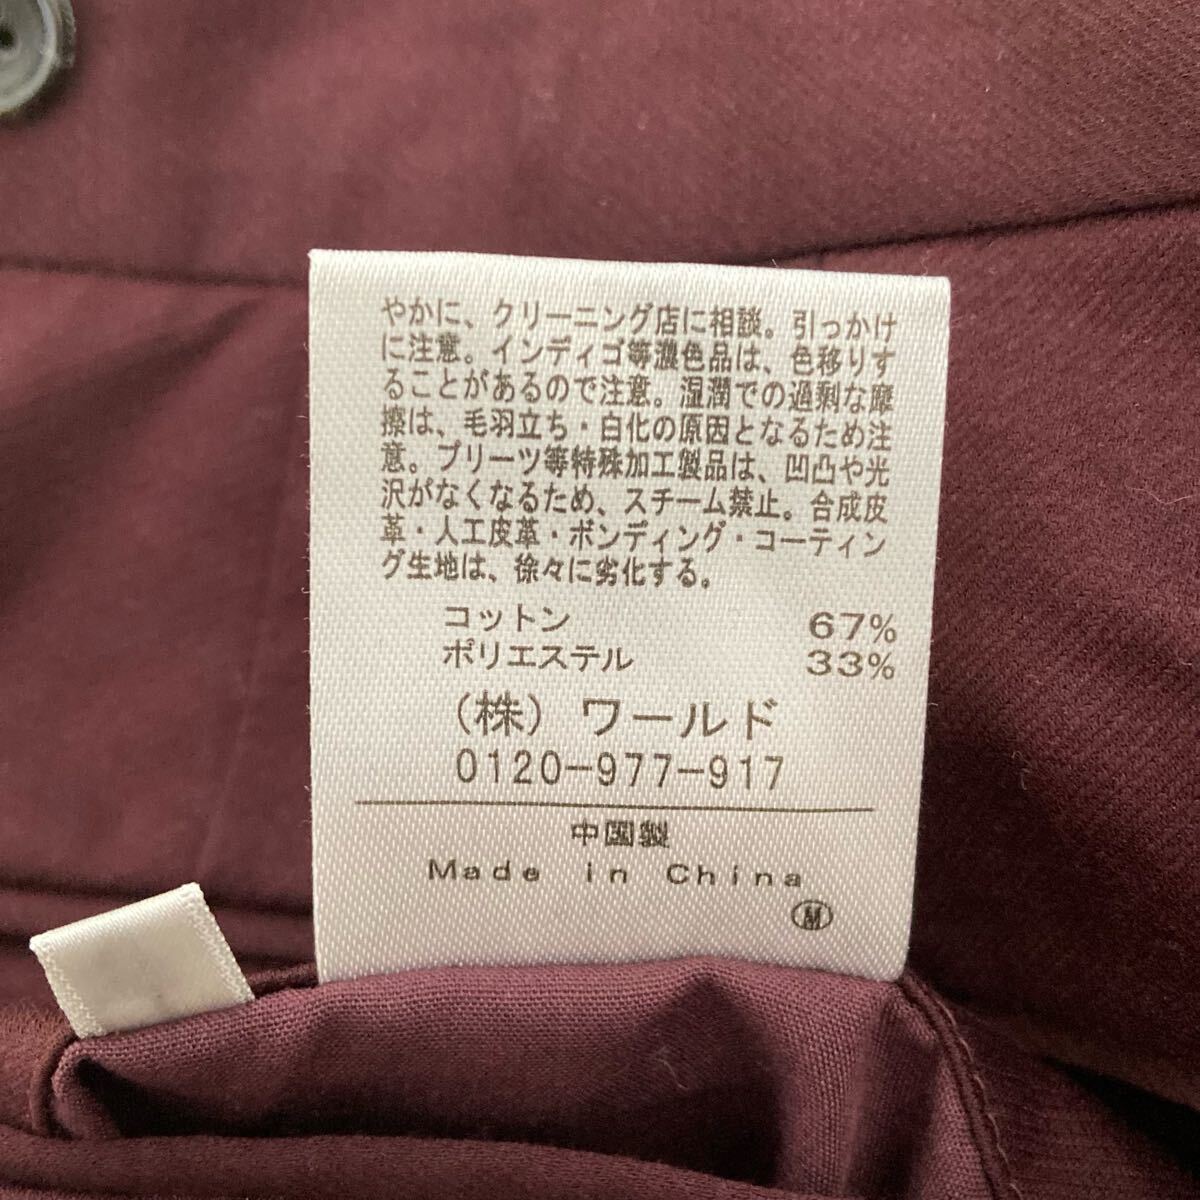 やかに、クリーニング店に相談。引っかけ
に注意。インディゴ等濃色品は、色移りす
ることがあるので注意。湿潤での過剰な摩
擦は、毛羽立ち・白化の原因となるため注
意。プリーツ等特殊加工製品は、凹凸や光
沢がなくなるため、スチーム禁止。合成皮
革・人工皮革・ボンディング・コーティン
グ生地は、徐々に劣化する。
コットン 67%
ポリエステル 33%
(株) ワールド
0120-977-917
中国製
Made in China
Ⓜ